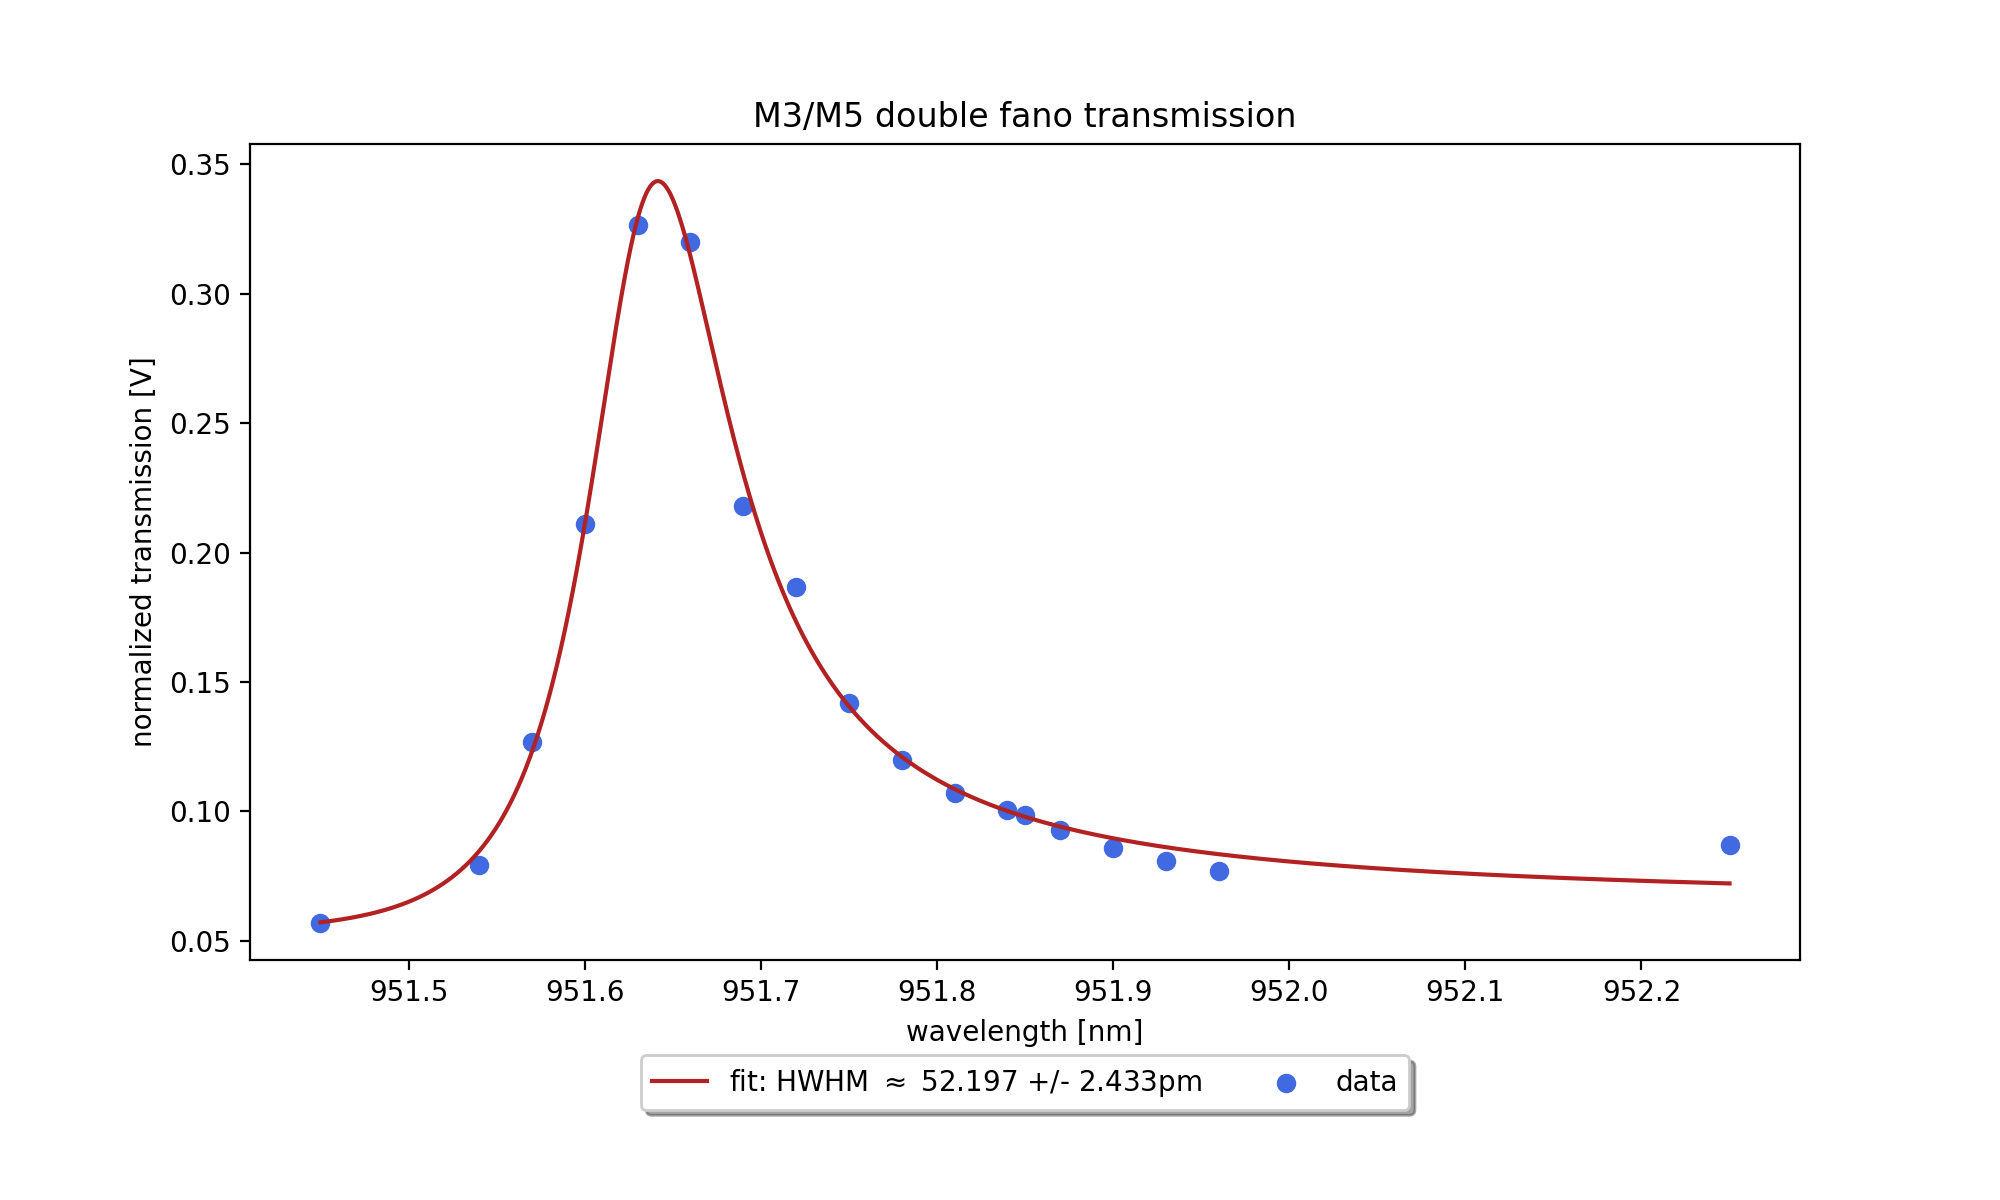 M3/M5 double fano transmission
normalized transmission [V]
0.35
0.30
0.25
0.20
0.15
0.10
0.05
951.5 951.6 951.7 951.8 951.9 952.0 952.1 952.2
wavelength [nm]
fit: HWHM ≈ 52.197 +/- 2.433pm data